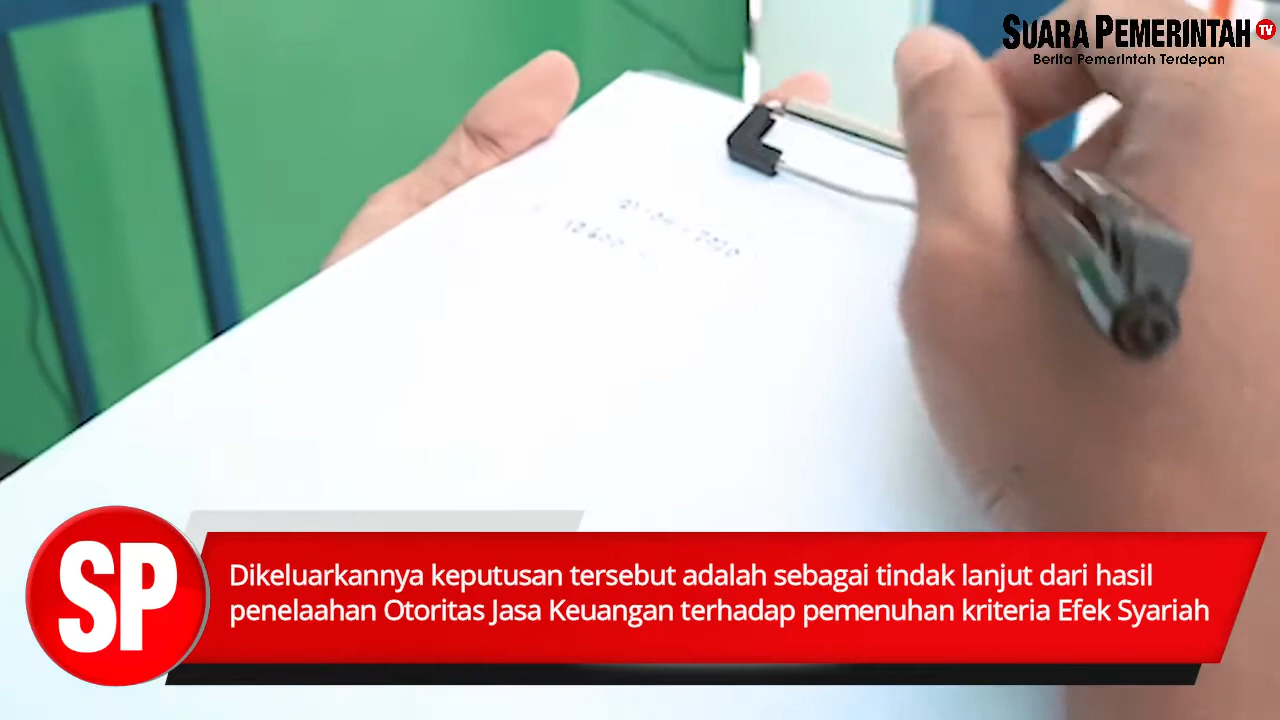 SUARA PEMERINTAH TV
Berita Pemerintah Terdepan
SP
Dikeluarkannya keputusan tersebut adalah sebagai tindak lanjut dari hasil
penelaahan Otoritas Jasa Keuangan terhadap pemenuhan kriteria Efek Syariah